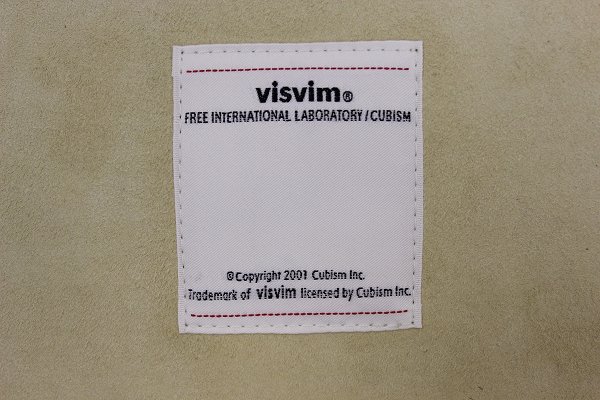 visvim®
FREE INTERNATIONAL LABORATORY/CUBISM
©Copyright 2001 Cubism Inc.
Trademark of visvim licensed by Cubism Inc.